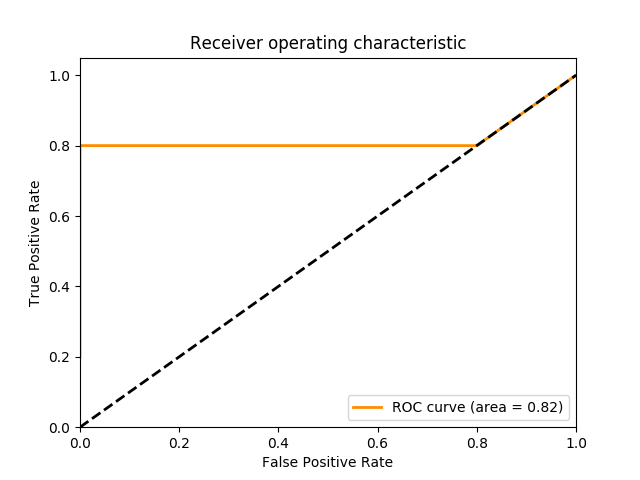 Receiver operating characteristic
1.0
0.8
0.6
0.4
0.2
0.0
True Positive Rate
0.0 0.2 0.4 0.6 0.8 1.0
False Positive Rate
ROC curve (area = 0.82)